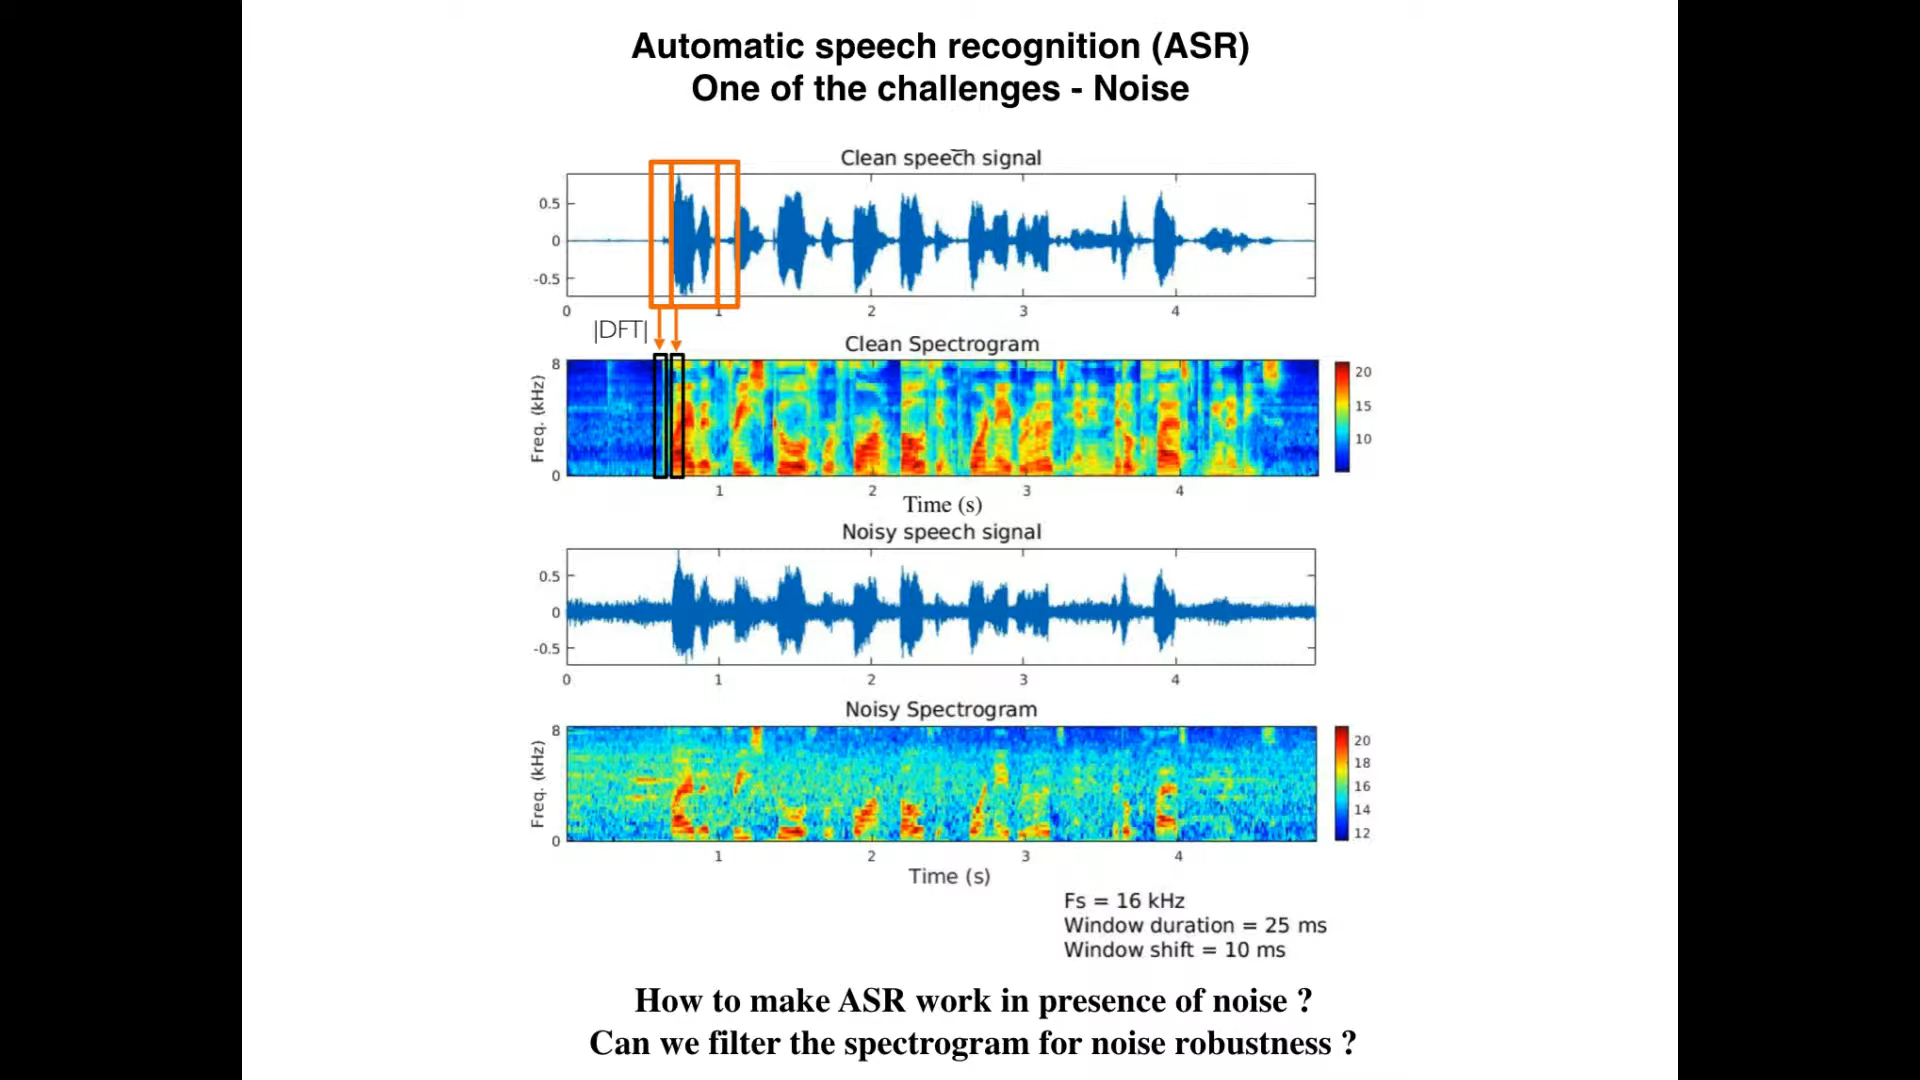 Automatic speech recognition (ASR)
One of the challenges - Noise
Clean speech signal
0.5
0
-0.5
0
1
2
3
4
|DFT|
Clean Spectrogram
Freq. (kHz)
8
0
20
15
10
1
2
3
4
Time (s)
Noisy speech signal
0.5
0
-0.5
0
1
2
3
4
Noisy Spectrogram
Freq. (kHz)
8
0
20
18
16
14
12
1
2
3
4
Time (s)
Fs = 16 kHz
Window duration = 25 ms
Window shift = 10 ms
How to make ASR work in presence of noise ?
Can we filter the spectrogram for noise robustness ?